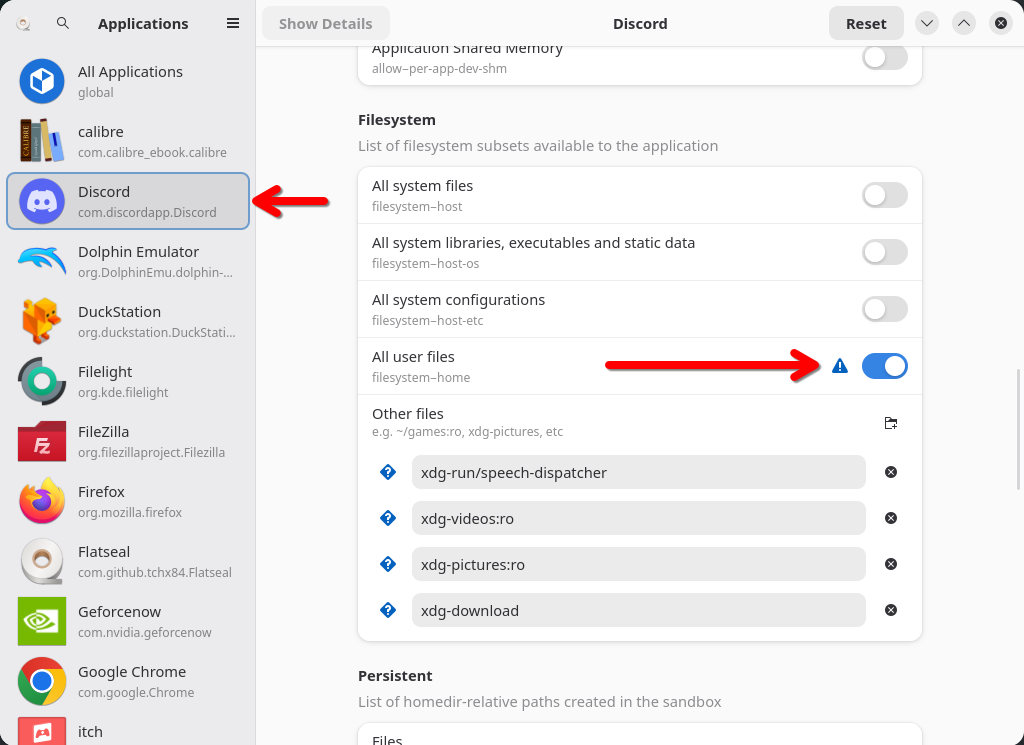 Applications
Show Details
Discord
Reset
All Applications
global
calibre
com.calibre_ebook.calibre
Discord
com.discordapp.Discord
Dolphin Emulator
org.DolphinEmu.dolphin-...
DuckStation
org.duckstation.DuckStati...
Filelight
org.kde.filelight
FileZilla
org.filezillaproject.Filezilla
Firefox
org.mozilla.firefox
Flatseal
com.github.tchx84.Flatseal
Geforcenow
com.nvidia.geforcenow
Google Chrome
com.google.Chrome
itch
Application Shared Memory
allow–per-app-dev-shm
Filesystem
List of filesystem subsets available to the application
All system files
filesystem–host
All system libraries, executables and static data
filesystem–host-os
All system configurations
filesystem–host-etc
All user files
filesystem–home
Other files
e.g. ~/games:ro, xdg-pictures, etc
xdg-run/speech-dispatcher
xdg-videos:ro
xdg-pictures:ro
xdg-download
Persistent
List of homedir-relative paths created in the sandbox
Files
CALIBRE
Fz